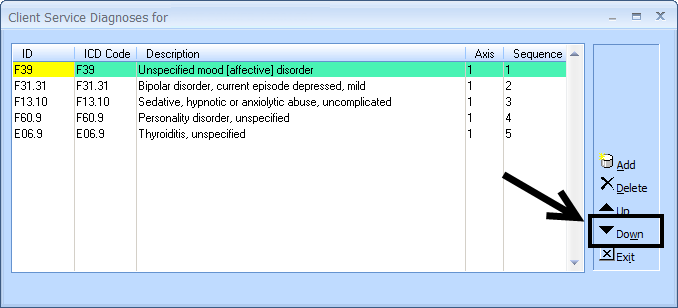 Client Service Diagnoses for
ID ICD Code Description Axis Sequence
F39 F39 Unspecified mood [affective] disorder 1 1
F31.31 F31.31 Bipolar disorder, current episode depressed, mild 1 2
F13.10 F13.10 Sedative, hypnotic or anxiolytic abuse, uncomplicated 1 3
F60.9 F60.9 Personality disorder, unspecified 1 4
E06.9 E06.9 Thyroiditis, unspecified 1 5
Add
Delete
Up
Down
Exit